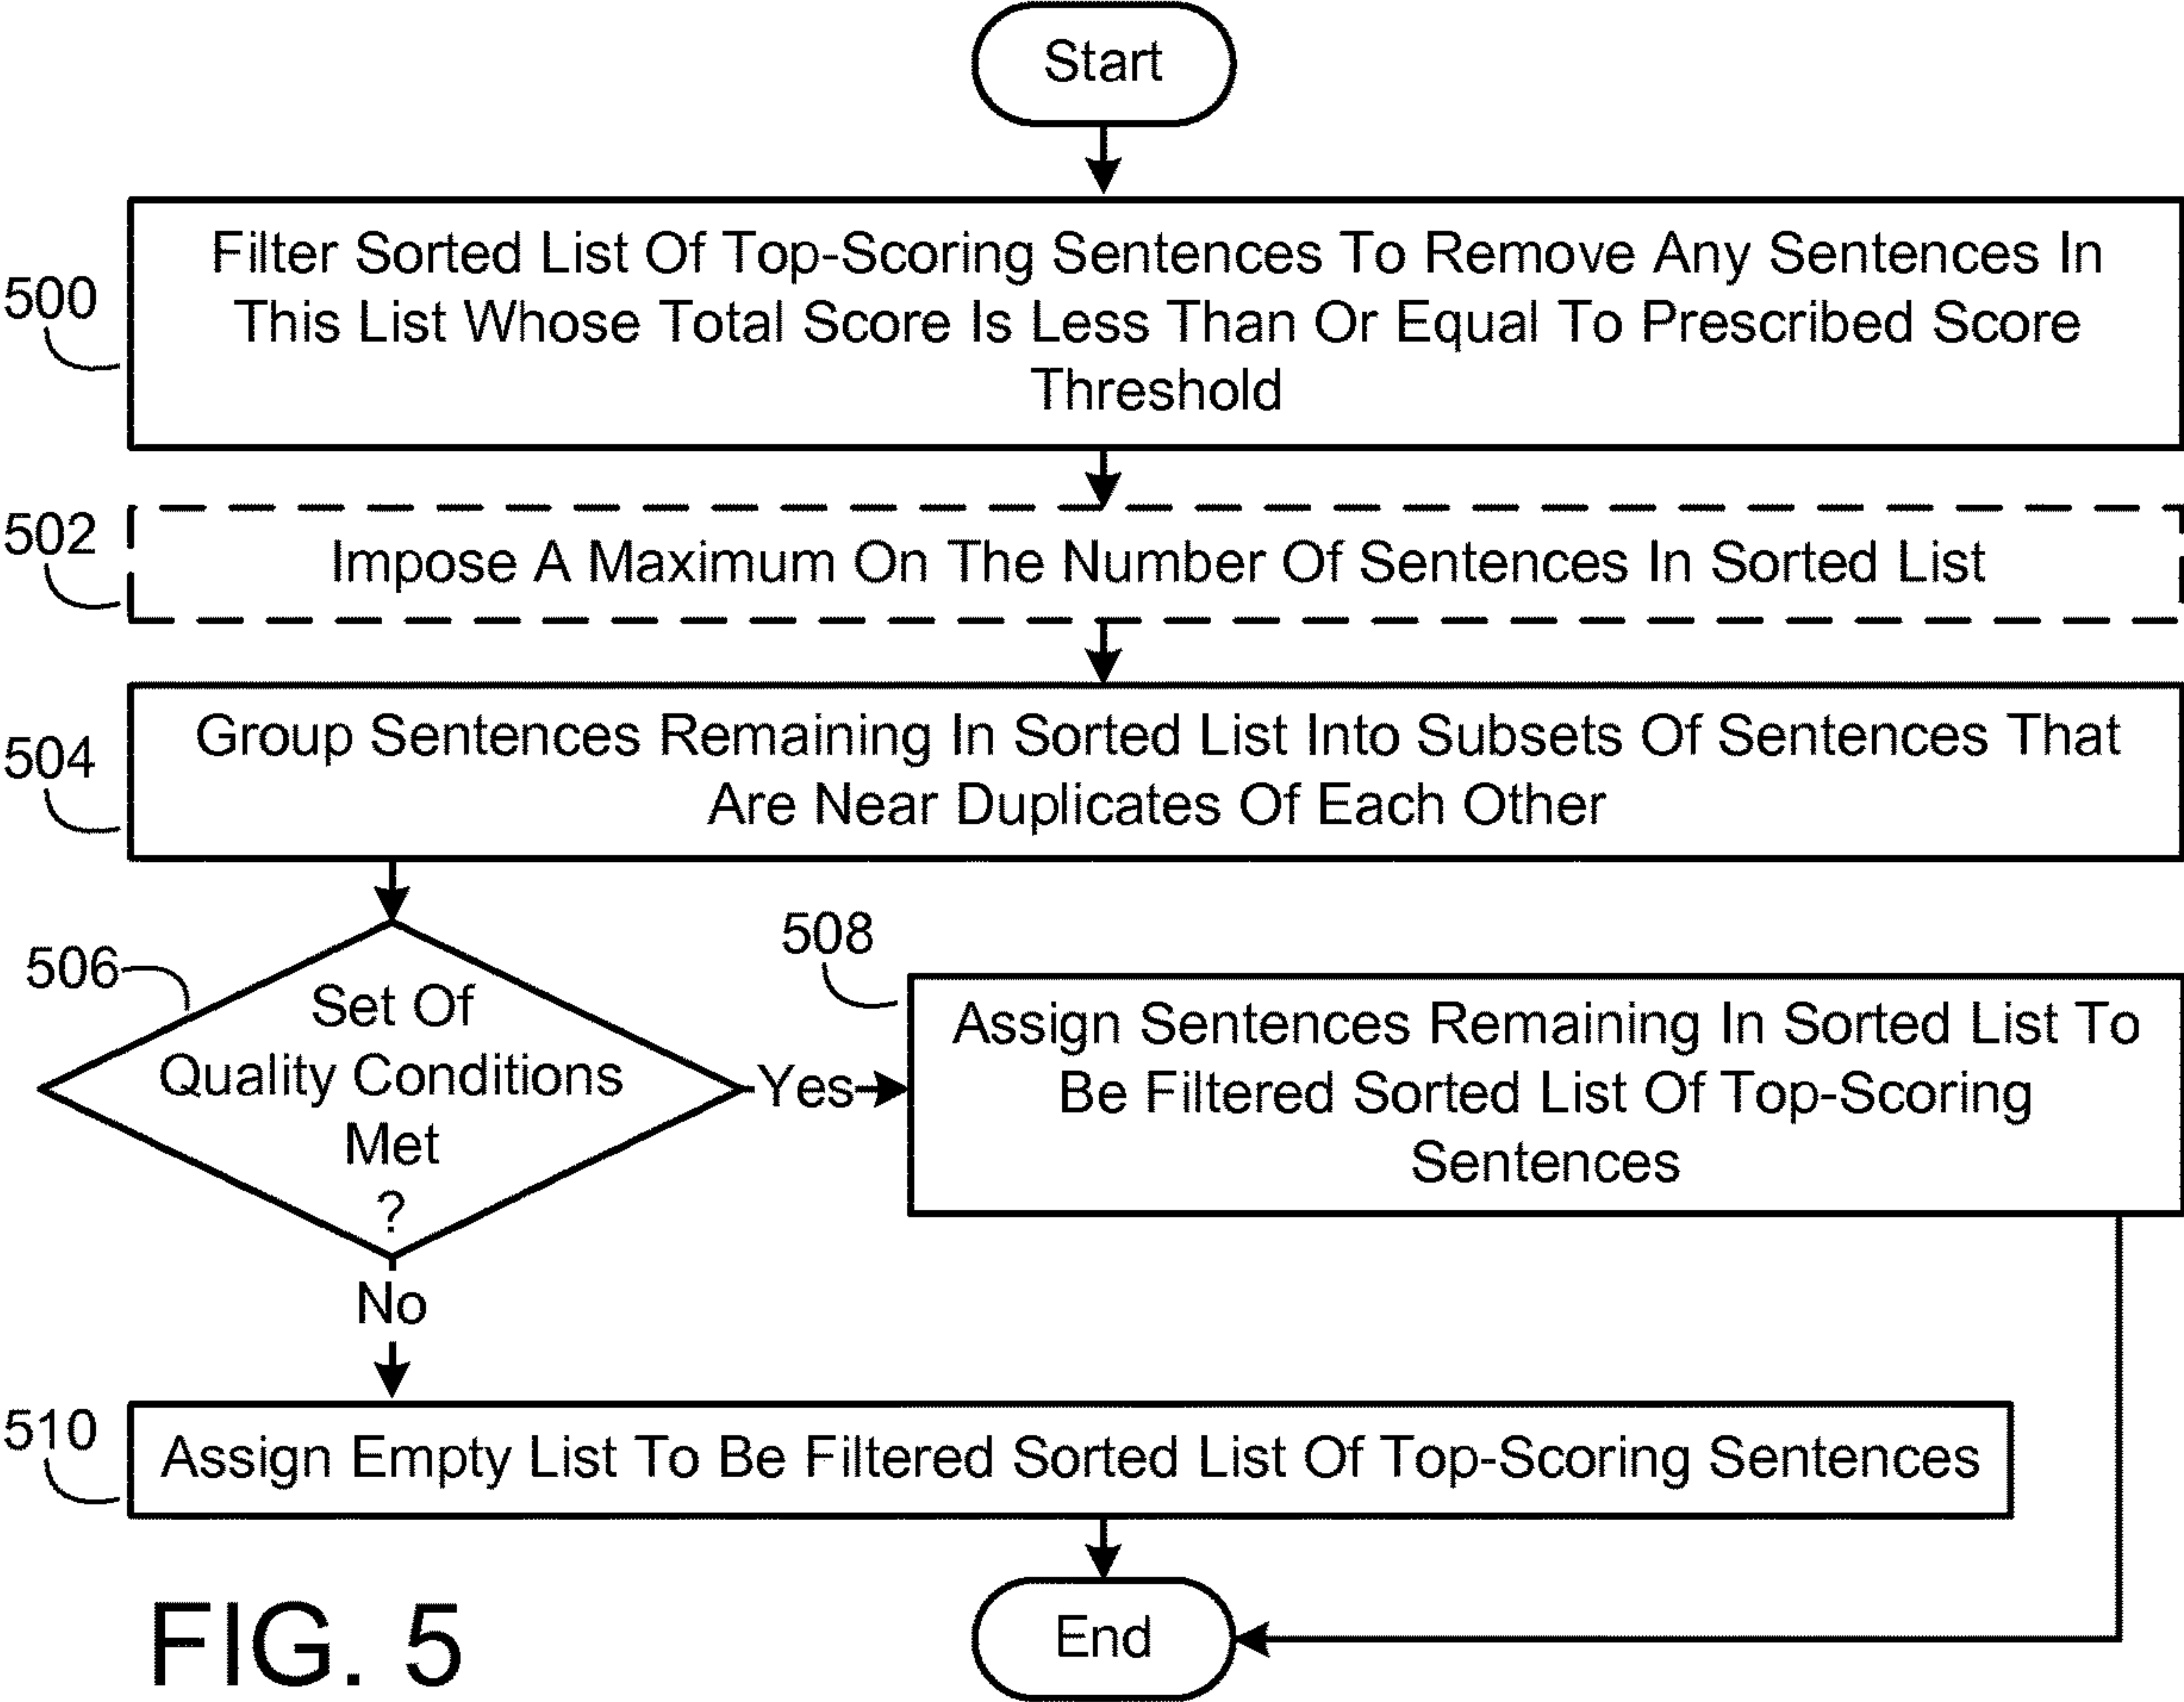 Start
500
Filter Sorted List Of Top-Scoring Sentences To Remove Any Sentences In
This List Whose Total Score Is Less Than Or Equal To Prescribed Score
Threshold
502
Impose A Maximum On The Number Of Sentences In Sorted List
504
Group Sentences Remaining In Sorted List Into Subsets Of Sentences That
Are Near Duplicates Of Each Other
506
Set Of
Quality Conditions
Met
?
Yes
508
Assign Sentences Remaining In Sorted List To
Be Filtered Sorted List Of Top-Scoring
Sentences
No
510
Assign Empty List To Be Filtered Sorted List Of Top-Scoring Sentences
End
FIG. 5